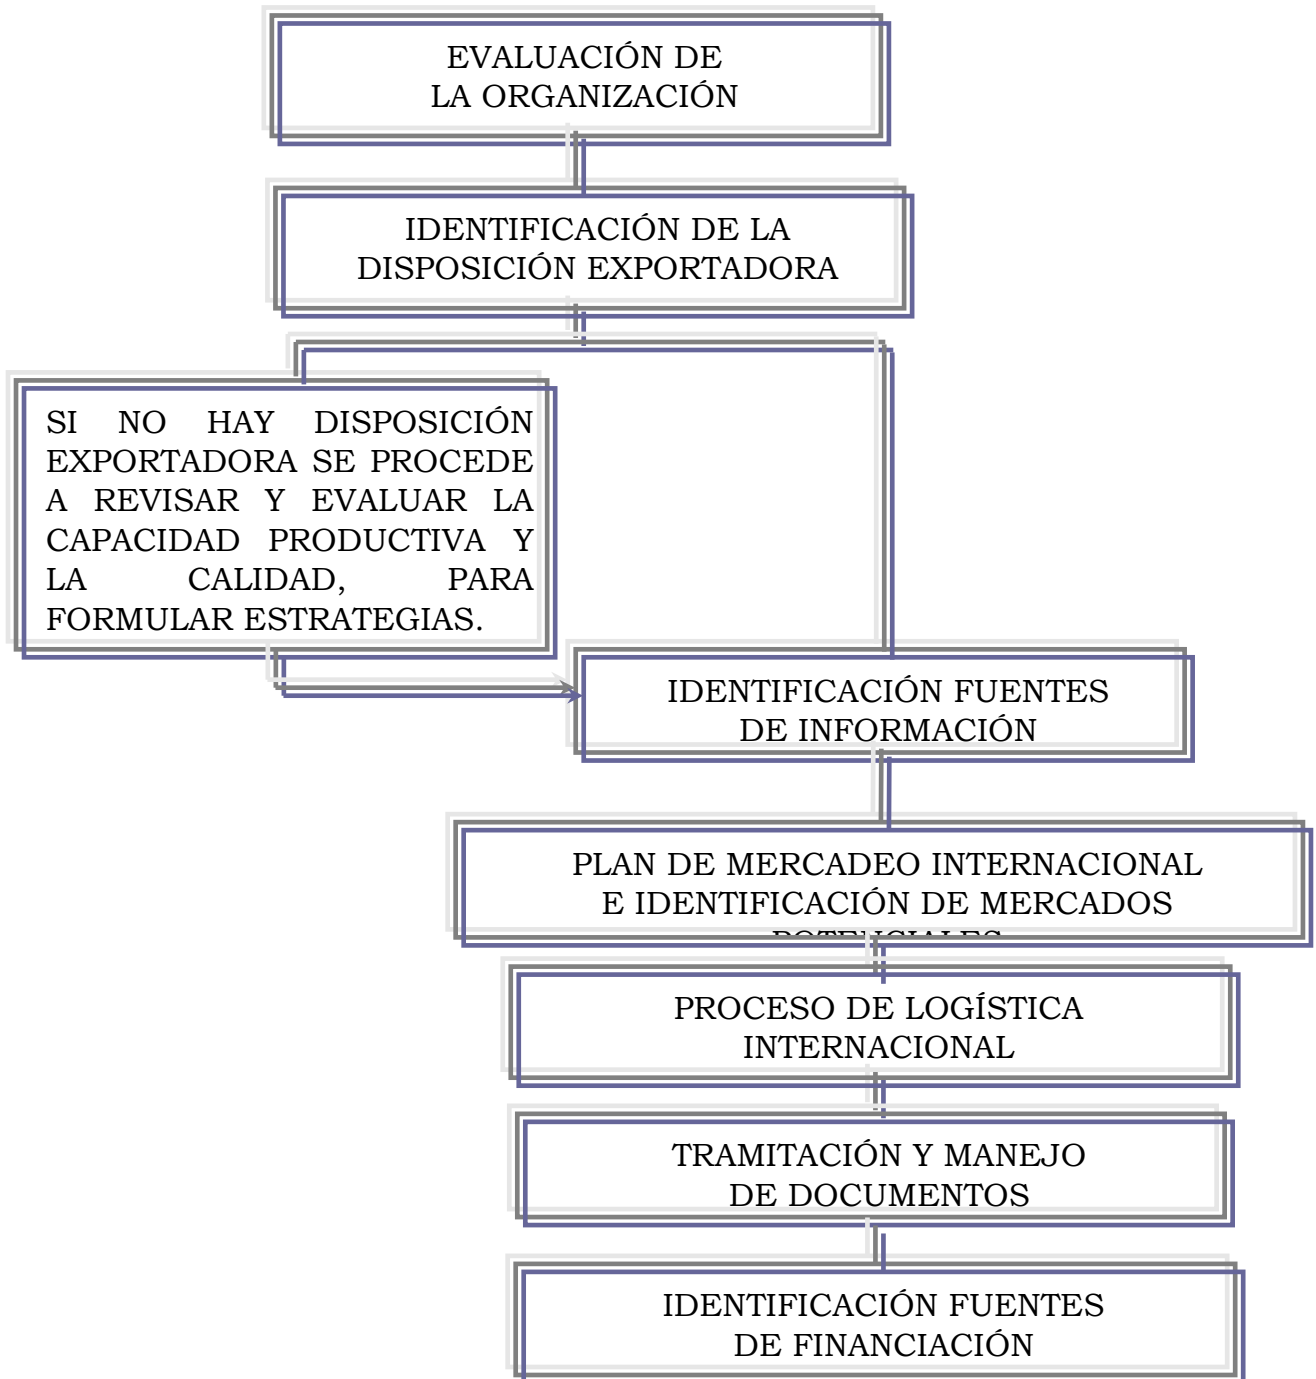 EVALUACIÓN DE
LA ORGANIZACIÓN
IDENTIFICACIÓN DE LA
DISPOSICIÓN EXPORTADORA
SI NO HAY DISPOSICIÓN
EXPORTADORA SE PROCEDE
A REVISAR Y EVALUAR LA
CAPACIDAD PRODUCTIVA Y
LA CALIDAD, PARA
FORMULAR ESTRATEGIAS.
IDENTIFICACIÓN FUENTES
DE INFORMACIÓN
PLAN DE MERCADEO INTERNACIONAL
E IDENTIFICACIÓN DE MERCADOS
POTENCIALES
PROCESO DE LOGÍSTICA
INTERNACIONAL
TRAMITACIÓN Y MANEJO
DE DOCUMENTOS
IDENTIFICACIÓN FUENTES
DE FINANCIACIÓN